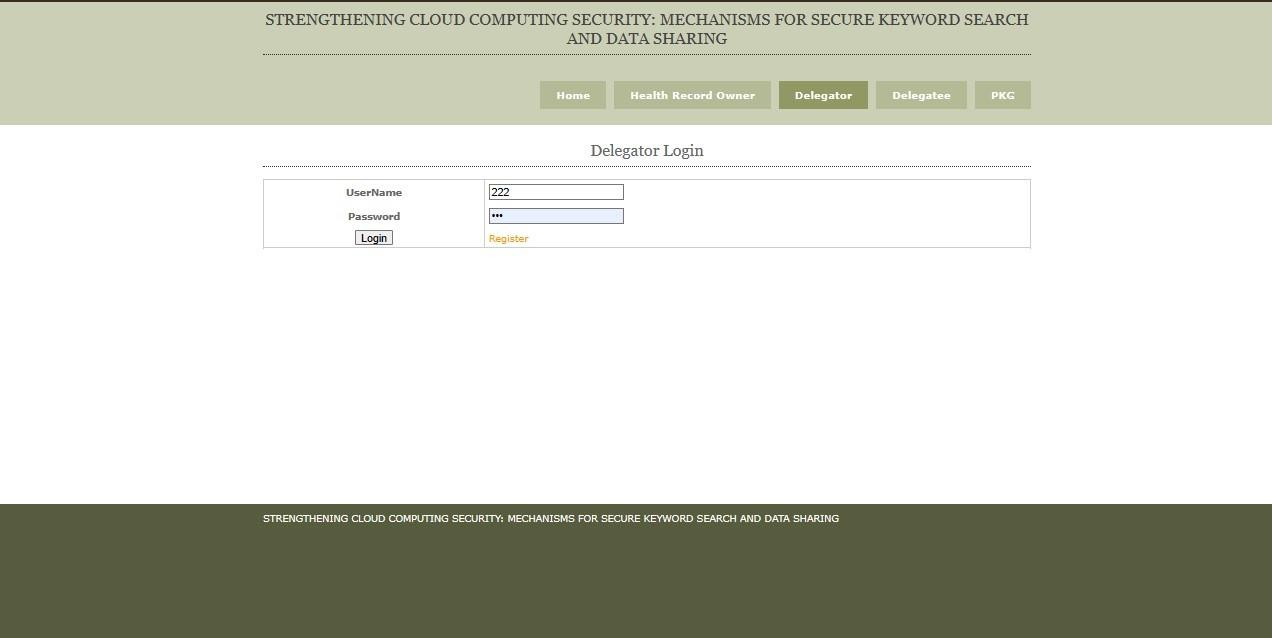 STRENGTHENING CLOUD COMPUTING SECURITY: MECHANISMS FOR SECURE KEYWORD SEARCH
AND DATA SHARING
Home Health Record Owner Delegator Delegatee PKG
Delegator Login
UserName 222
Password •••
Login Register
STRENGTHENING CLOUD COMPUTING SECURITY: MECHANISMS FOR SECURE KEYWORD SEARCH AND DATA SHARING